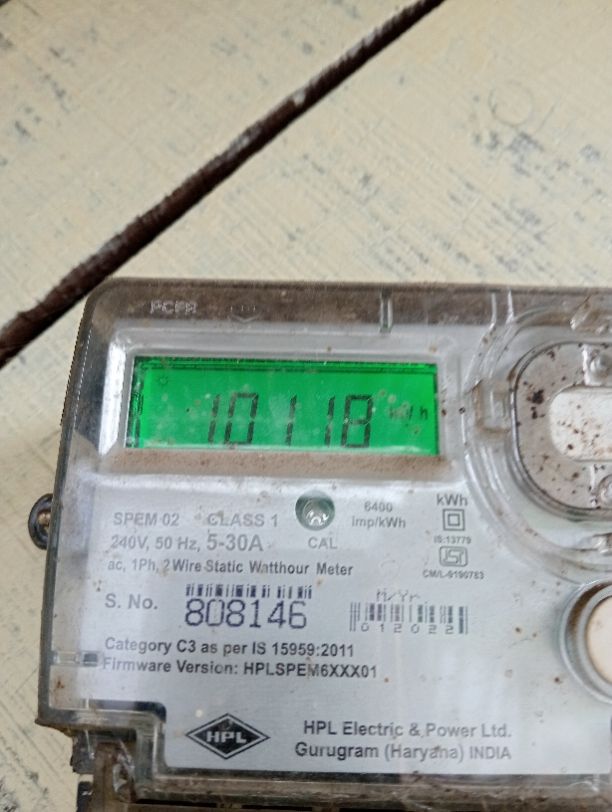 10118 kWh
SPEM 02 CLASS 1
6400 imp/kWh
kWh
240V, 50 Hz, 5-30A
CAL
IS:13779
ISI
CM/L-9190783
ac, 1Ph, 2 Wire Static Watthour Meter
S. No. 808146
M/Yr
012022
Category C3 as per IS 15959:2011
Firmware Version: HPLSPEM6XXX01
HPL
HPL Electric & Power Ltd.
Gurugram (Haryana) INDIA